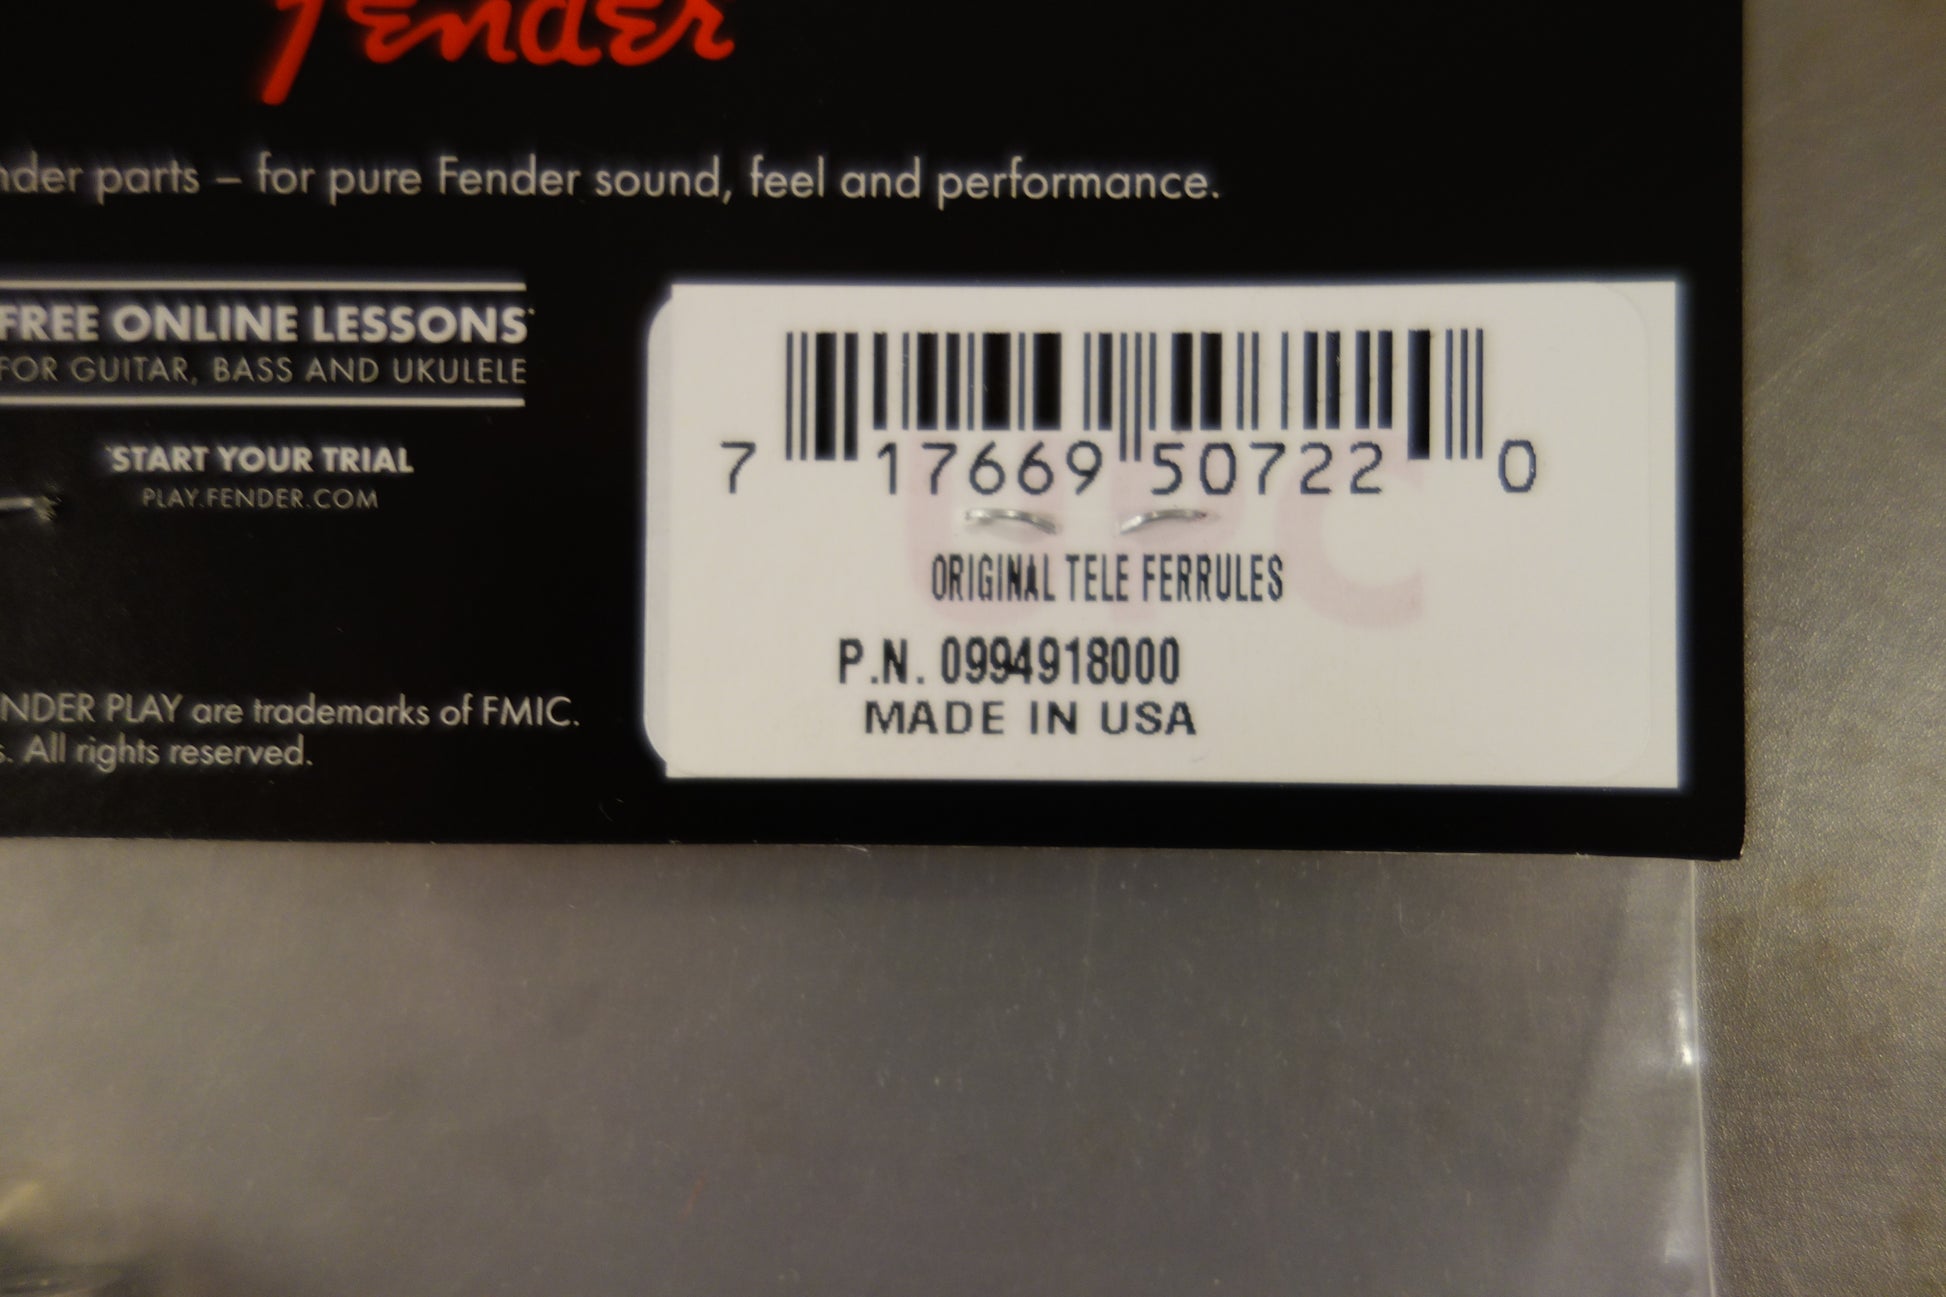 Fender
nder parts – for pure Fender sound, feel and performance.
FREE ONLINE LESSONS*
FOR GUITAR, BASS AND UKULELE
*START YOUR TRIAL
PLAY.FENDER.COM
NDER PLAY are trademarks of FMIC.
s. All rights reserved.
7 17669 50722 0
UPC
ORIGINAL TELE FERRULES
P.N. 0994918000
MADE IN USA